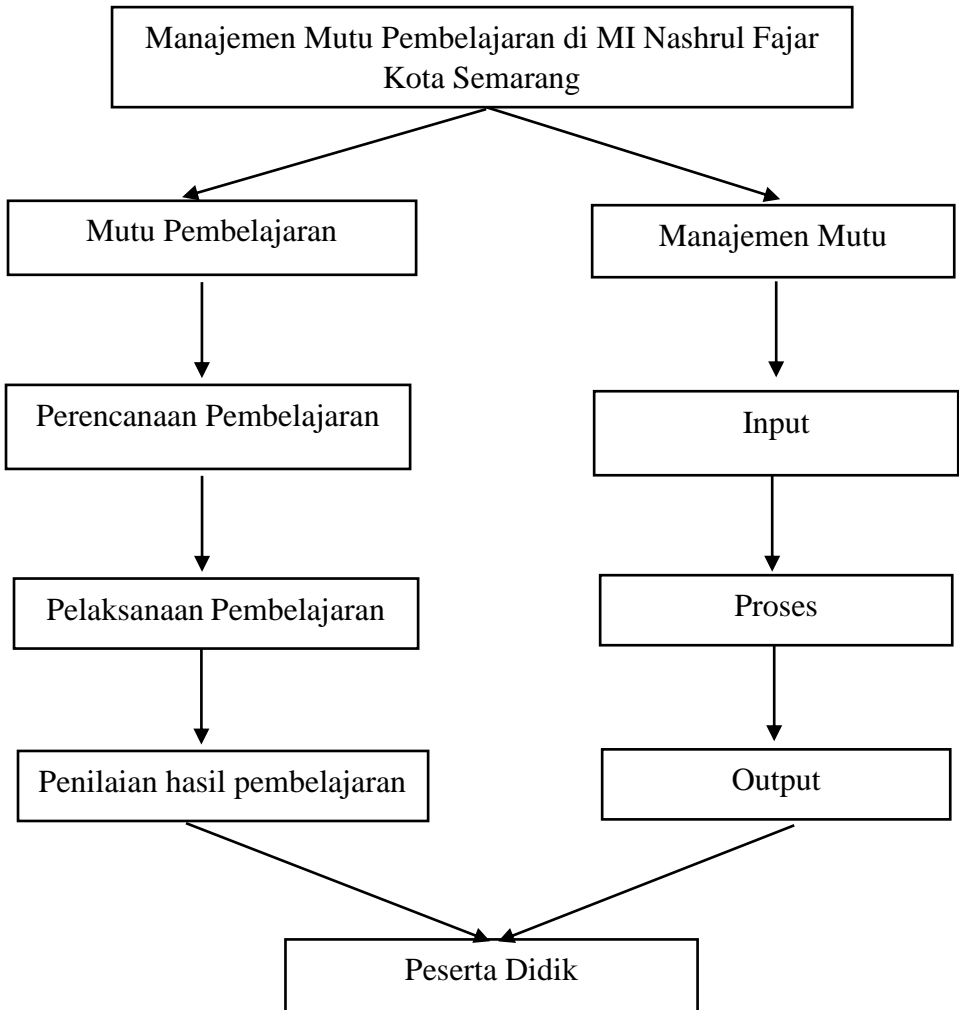 Manajemen Mutu Pembelajaran di MI Nashrul Fajar
Kota Semarang
Mutu Pembelajaran
Manajemen Mutu
Perencanaan Pembelajaran
Input
Pelaksanaan Pembelajaran
Proses
Penilaian hasil pembelajaran
Output
Peserta Didik